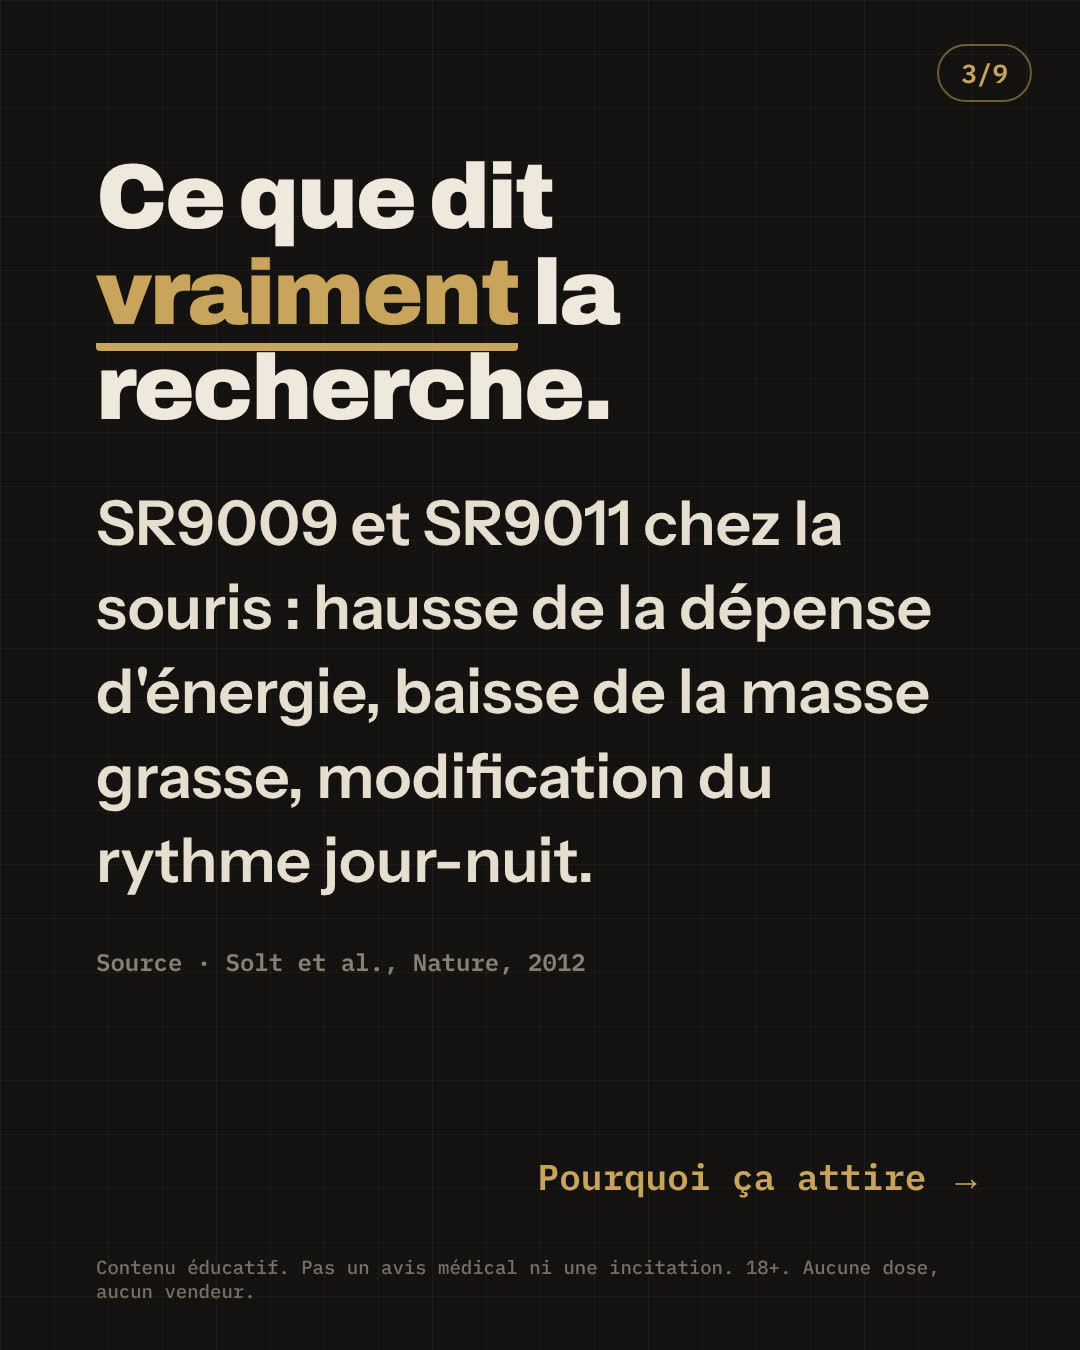 3/9
Ce que dit
vraiment la
recherche.
SR9009 et SR9011 chez la
souris : hausse de la dépense
d'énergie, baisse de la masse
grasse, modification du
rythme jour-nuit.
Source · Solt et al., Nature, 2012
Pourquoi ça attire →
Contenu éducatif. Pas un avis médical ni une incitation. 18+. Aucune dose,
aucun vendeur.